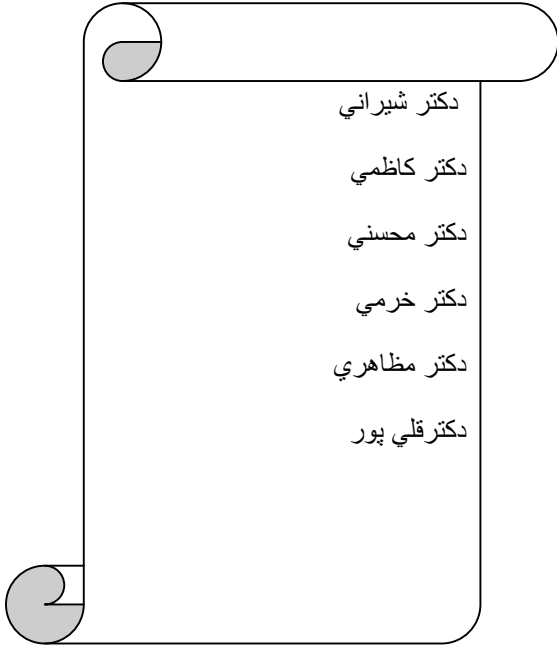 دكتر شيراني
دكتر كاظمي
دكتر محسني
دكتر خرمي
دكتر مظاهري
دكترقلي پور